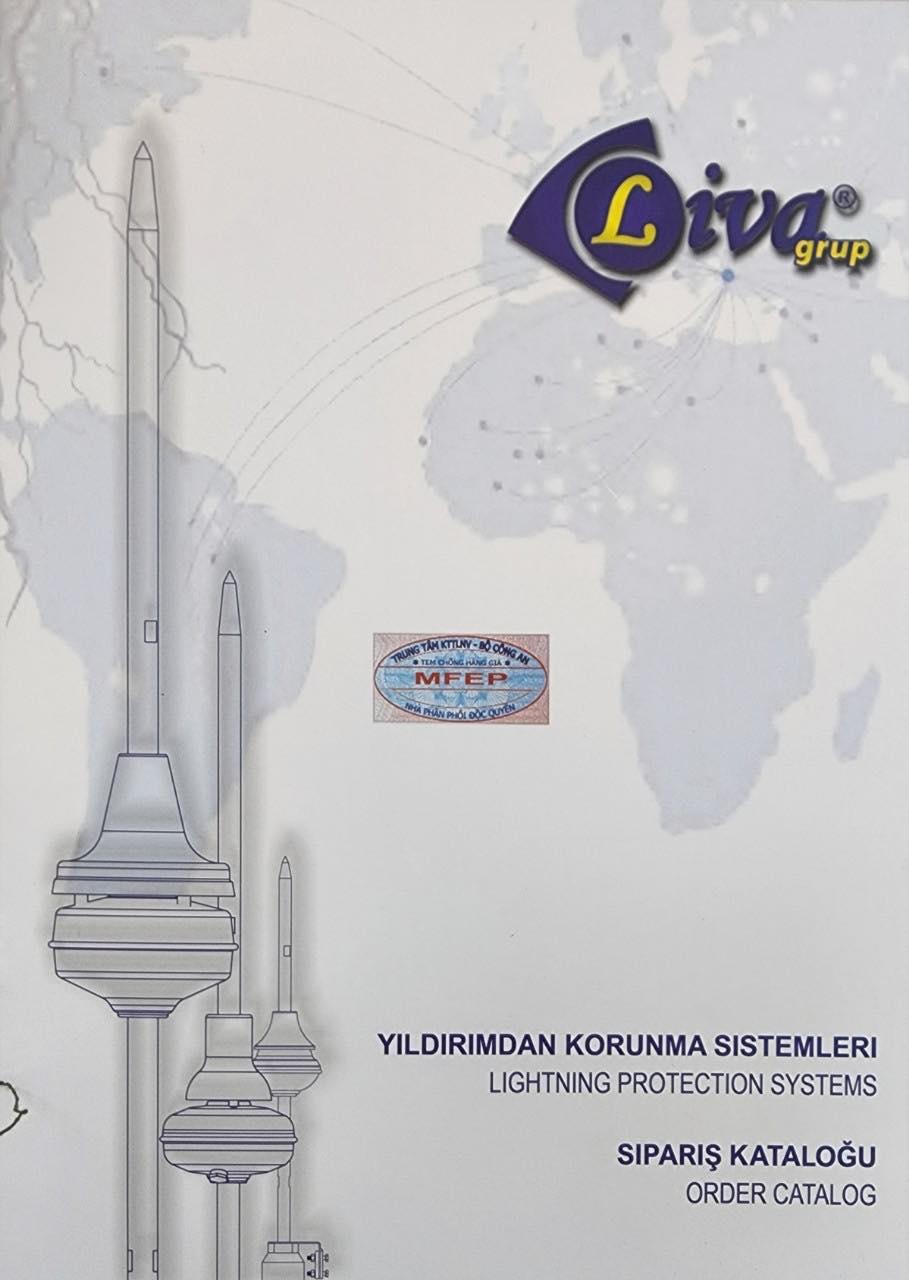 Liva®
grup
TRUNG TÂM KTTLNV - BỘ CÔNG AN
TEM CHỐNG HÀNG GIẢ
MFEP
NHÀ PHÂN PHỐI ĐỘC QUYỀN
YILDIRIMDAN KORUNMA SISTEMLERI
LIGHTNING PROTECTION SYSTEMS
SIPARIŞ KATALOĞU
ORDER CATALOG